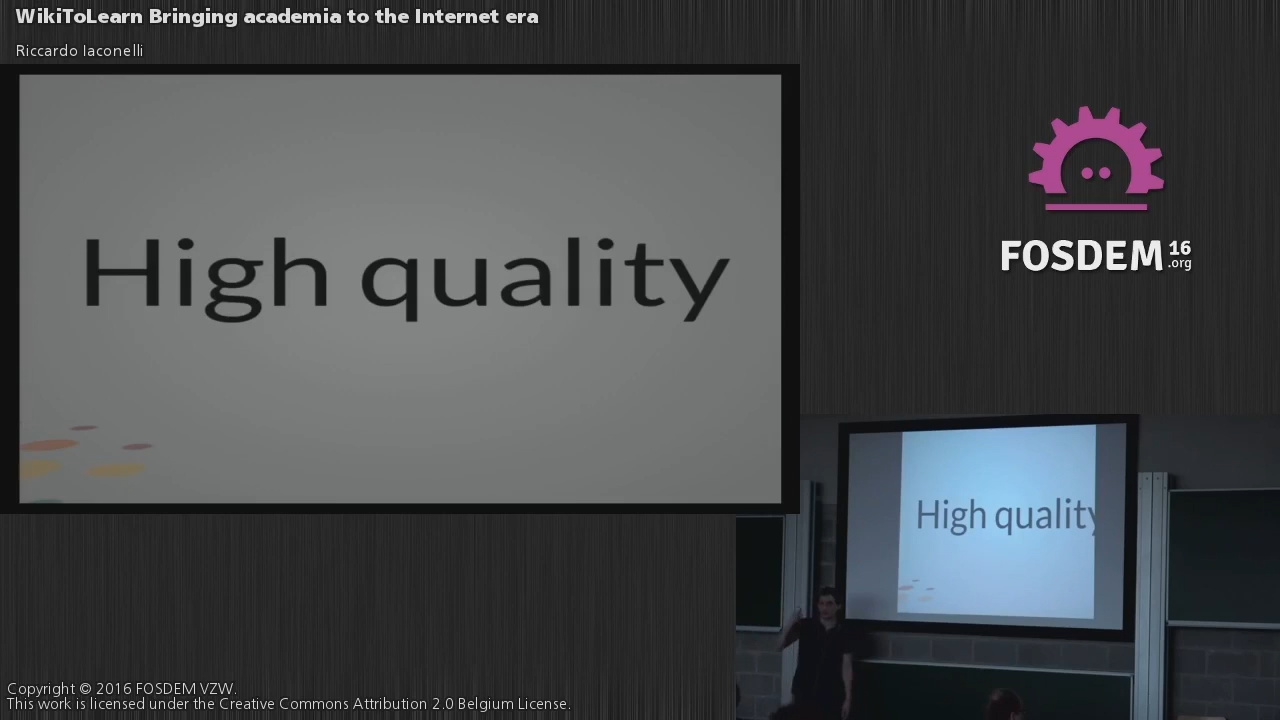 WikiToLearn Bringing academia to the Internet era
Riccardo Iaconelli
High quality
FOSDEM 16
.org
High quality
Copyright © 2016 FOSDEM VZW.
This work is licensed under the Creative Commons Attribution 2.0 Belgium License.